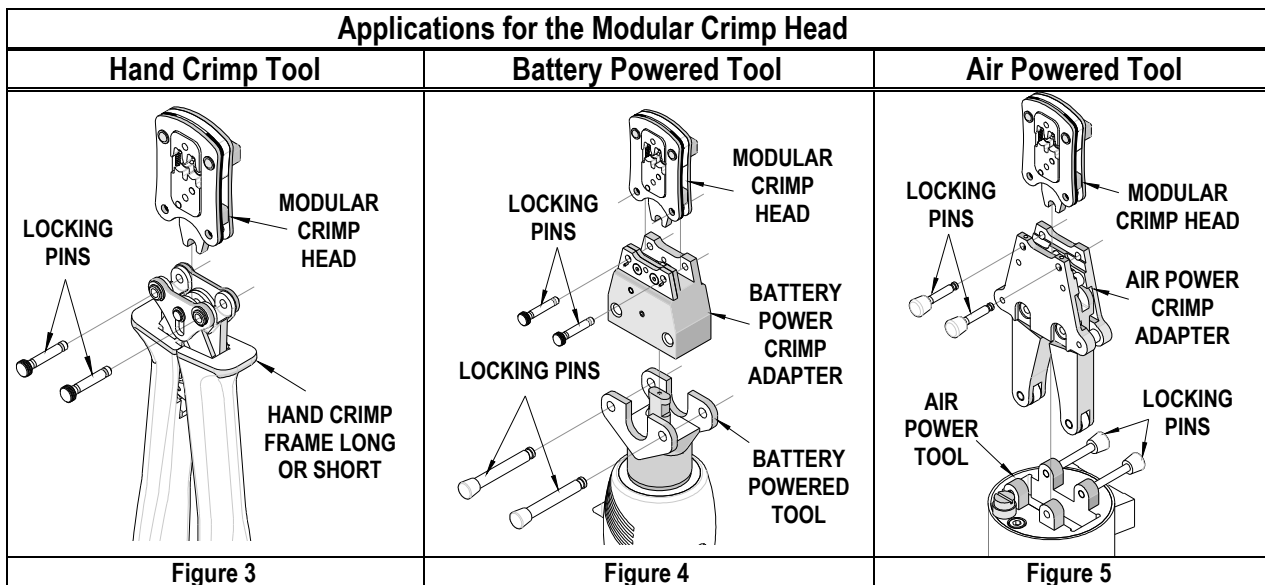 Applications for the Modular Crimp Head
Hand Crimp Tool
Battery Powered Tool
Air Powered Tool
LOCKING
PINS
MODULAR
CRIMP
HEAD
HAND CRIMP
FRAME LONG
OR SHORT
LOCKING
PINS
MODULAR
CRIMP
HEAD
BATTERY
POWER
CRIMP
ADAPTER
LOCKING PINS
BATTERY
POWERED
TOOL
LOCKING
PINS
MODULAR
CRIMP HEAD
AIR POWER
CRIMP
ADAPTER
AIR
POWER
TOOL
LOCKING
PINS
Figure 3
Figure 4
Figure 5